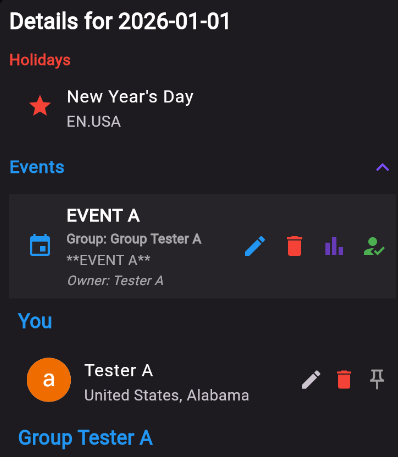 Details for 2026-01-01
Holidays
New Year's Day
EN.USA
Events
EVENT A
Group: Group Tester A
**EVENT A**
Owner: Tester A
You
a
Tester A
United States, Alabama
Group Tester A